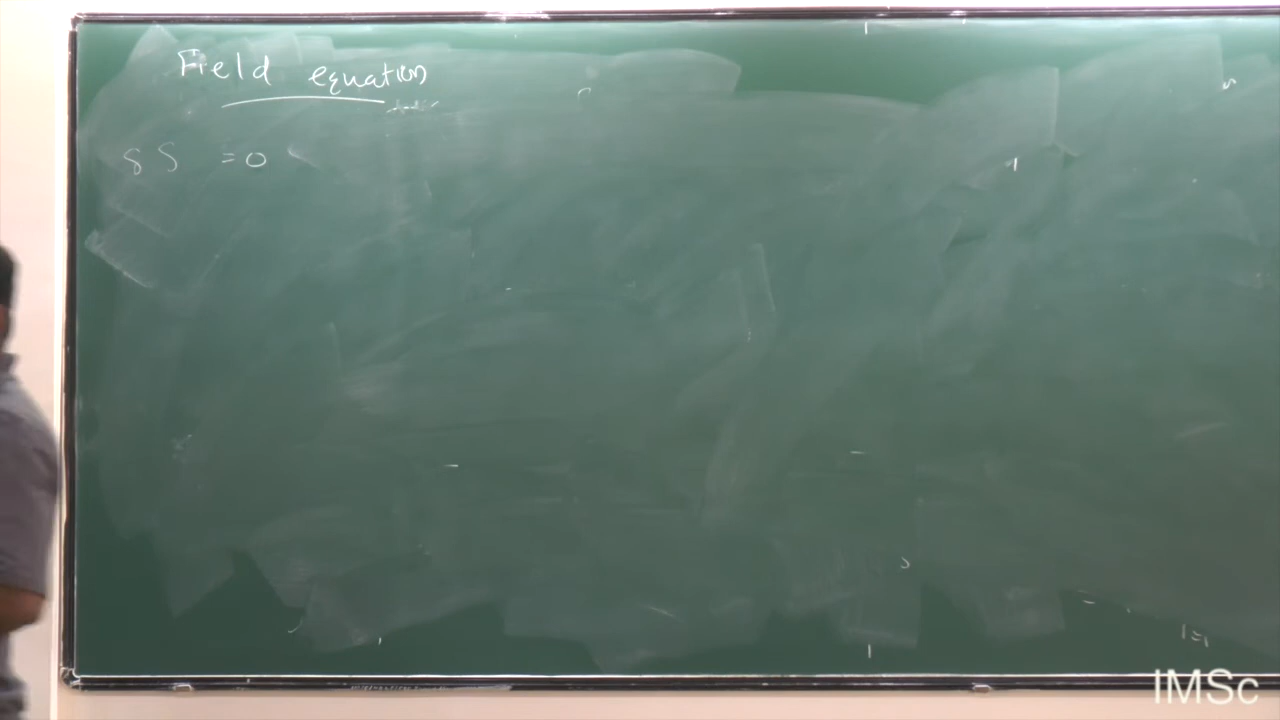 Field equation
δS = 0
IMSc